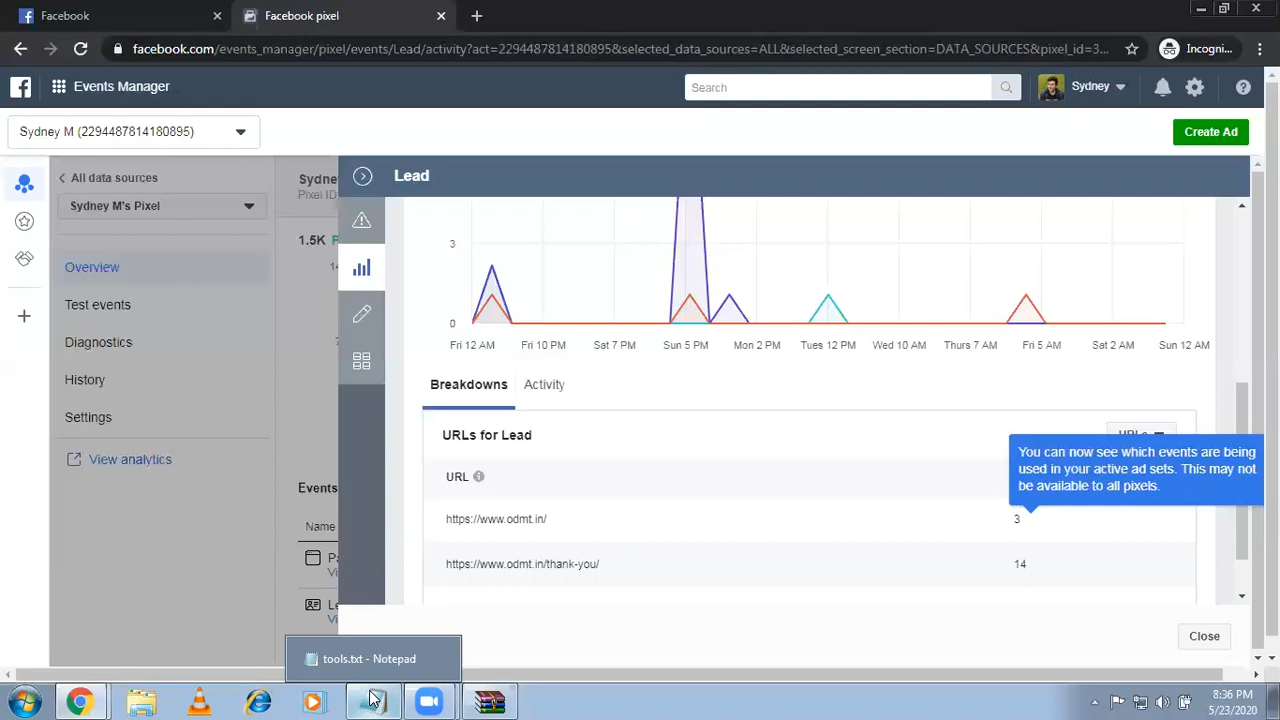 Facebook
Facebook pixel
facebook.com/events_manager/pixel/events/Lead/activity?act=2294487814180895&selected_data_sources=ALL&selected_screen_section=DATA_SOURCES&pixel_id=3...
Incogni...
Events Manager
Search
Sydney
Sydney M (2294487814180895)
Create Ad
All data sources
Sydney M's Pixel
Overview
Test events
Diagnostics
History
Settings
View analytics
Sydne
Pixel ID
1.5K
Events
Name
Lead
3
0
Fri 12 AM
Fri 10 PM
Sat 7 PM
Sun 5 PM
Mon 2 PM
Tues 12 PM
Wed 10 AM
Thurs 7 AM
Fri 5 AM
Sat 2 AM
Sun 12 AM
Breakdowns
Activity
URLs for Lead
URL
You can now see which events are being
used in your active ad sets. This may not
be available to all pixels.
https://www.odmt.in/
3
https://www.odmt.in/thank-you/
14
Close
tools.txt - Notepad
8:36 PM
5/23/2020